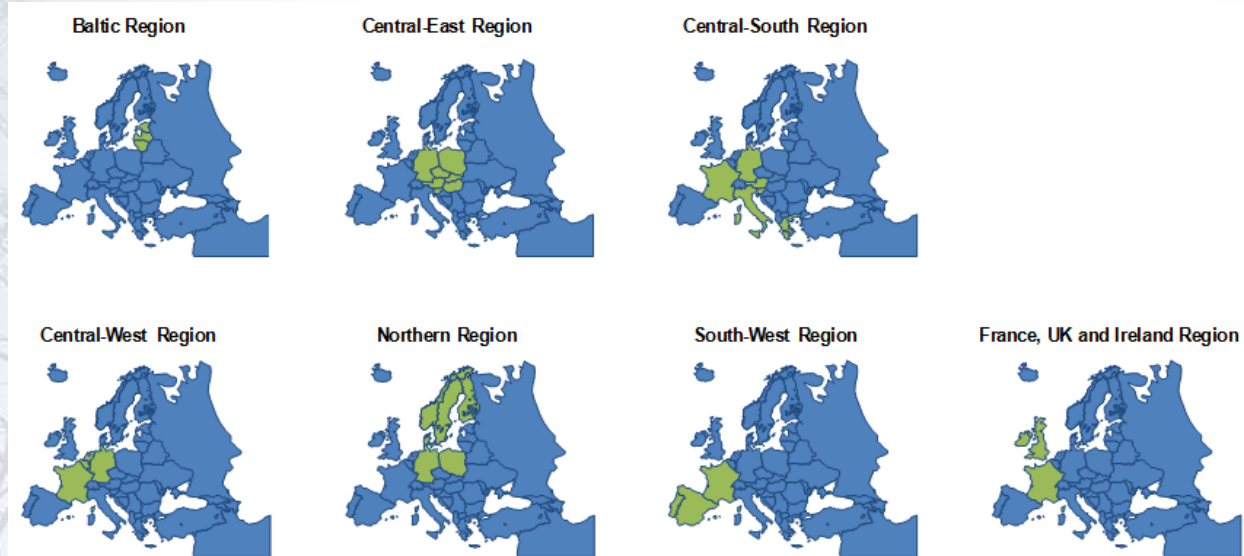 Baltic Region
Central-East Region
Central-South Region
Central-West Region
Northern Region
South-West Region
France, UK and Ireland Region